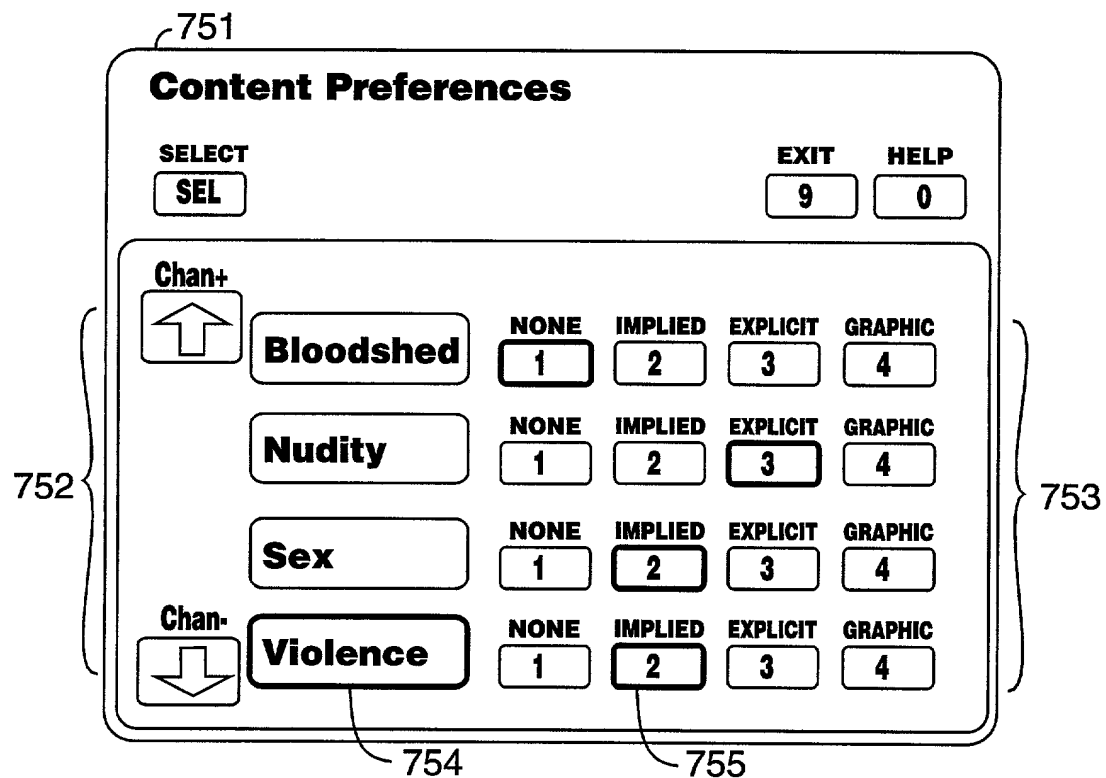 751
Content Preferences
SELECT EXIT HELP
SEL 9 0
Chan+
NONE IMPLIED EXPLICIT GRAPHIC
Bloodshed 1 2 3 4
NONE IMPLIED EXPLICIT GRAPHIC
Nudity 1 2 3 4
752 753
NONE IMPLIED EXPLICIT GRAPHIC
Sex 1 2 3 4
Chan-
NONE IMPLIED EXPLICIT GRAPHIC
Violence 1 2 3 4
754 755